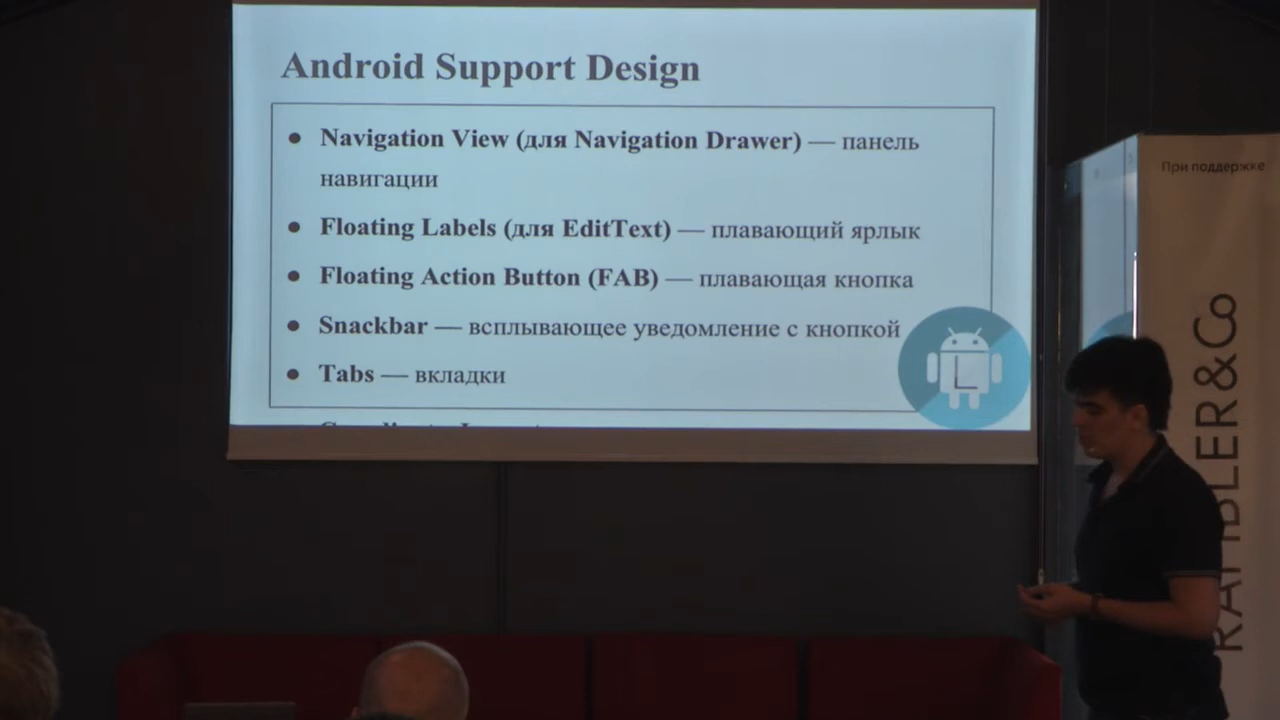 Android Support Design
● Navigation View (для Navigation Drawer) — панель
навигации
● Floating Labels (для EditText) — плавающий ярлык
● Floating Action Button (FAB) — плавающая кнопка
● Snackbar — всплывающее уведомление с кнопкой
● Tabs — вкладки
При поддержке
RAMBLER&Co